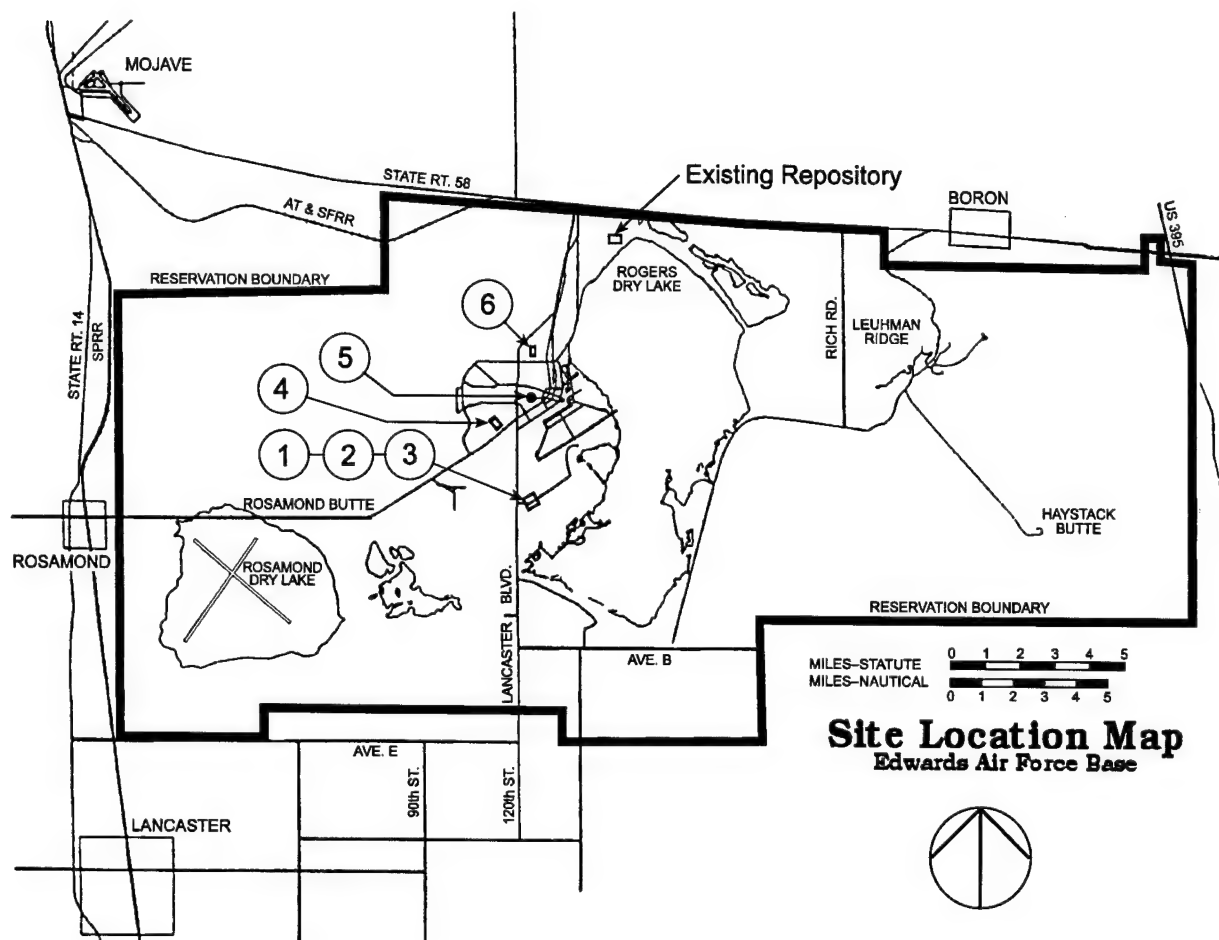 MOJAVE
STATE RT. 58
Existing Repository
AT & SFRR
BORON
US 395
RESERVATION BOUNDARY
ROGERS
DRY LAKE
RICH RD.
LEUHMAN
RIDGE
STATE RT. 14
SPRR
6
5
4
1
2
3
ROSAMOND BUTTE
HAYSTACK
BUTTE
ROSAMOND
ROSAMOND
DRY LAKE
LANCASTER BLVD.
RESERVATION BOUNDARY
AVE. B
0 1 2 3 4 5
MILES–STATUTE
MILES–NAUTICAL
0 1 2 3 4 5
Site Location Map
Edwards Air Force Base
AVE. E
90th ST.
120th ST.
LANCASTER